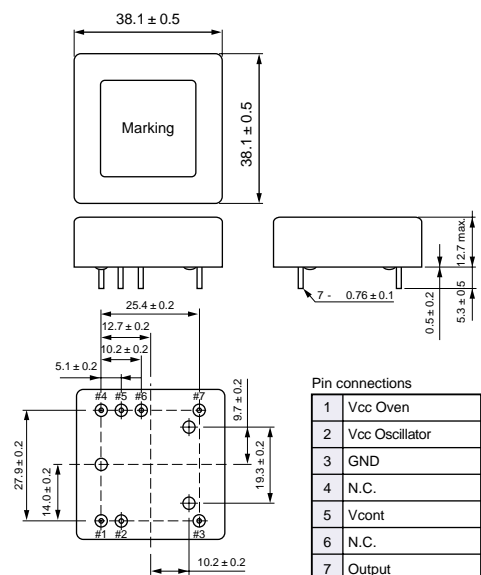 38.1 ± 0.5
Marking
38.1 ± 0.5
12.7 max.
7 - 0.76 ± 0.1
0.5 ± 0.2
5.3 ± 0.5
25.4 ± 0.2
12.7 ± 0.2
10.2 ± 0.2
5.1 ± 0.2
#4 #5 #6 #7
9.7 ± 0.2
19.3 ± 0.2
27.9 ± 0.2
14.0 ± 0.2
#1 #2 #3
10.2 ± 0.2
Pin connections
1 Vcc Oven
2 Vcc Oscillator
3 GND
4 N.C.
5 Vcont
6 N.C.
7 Output